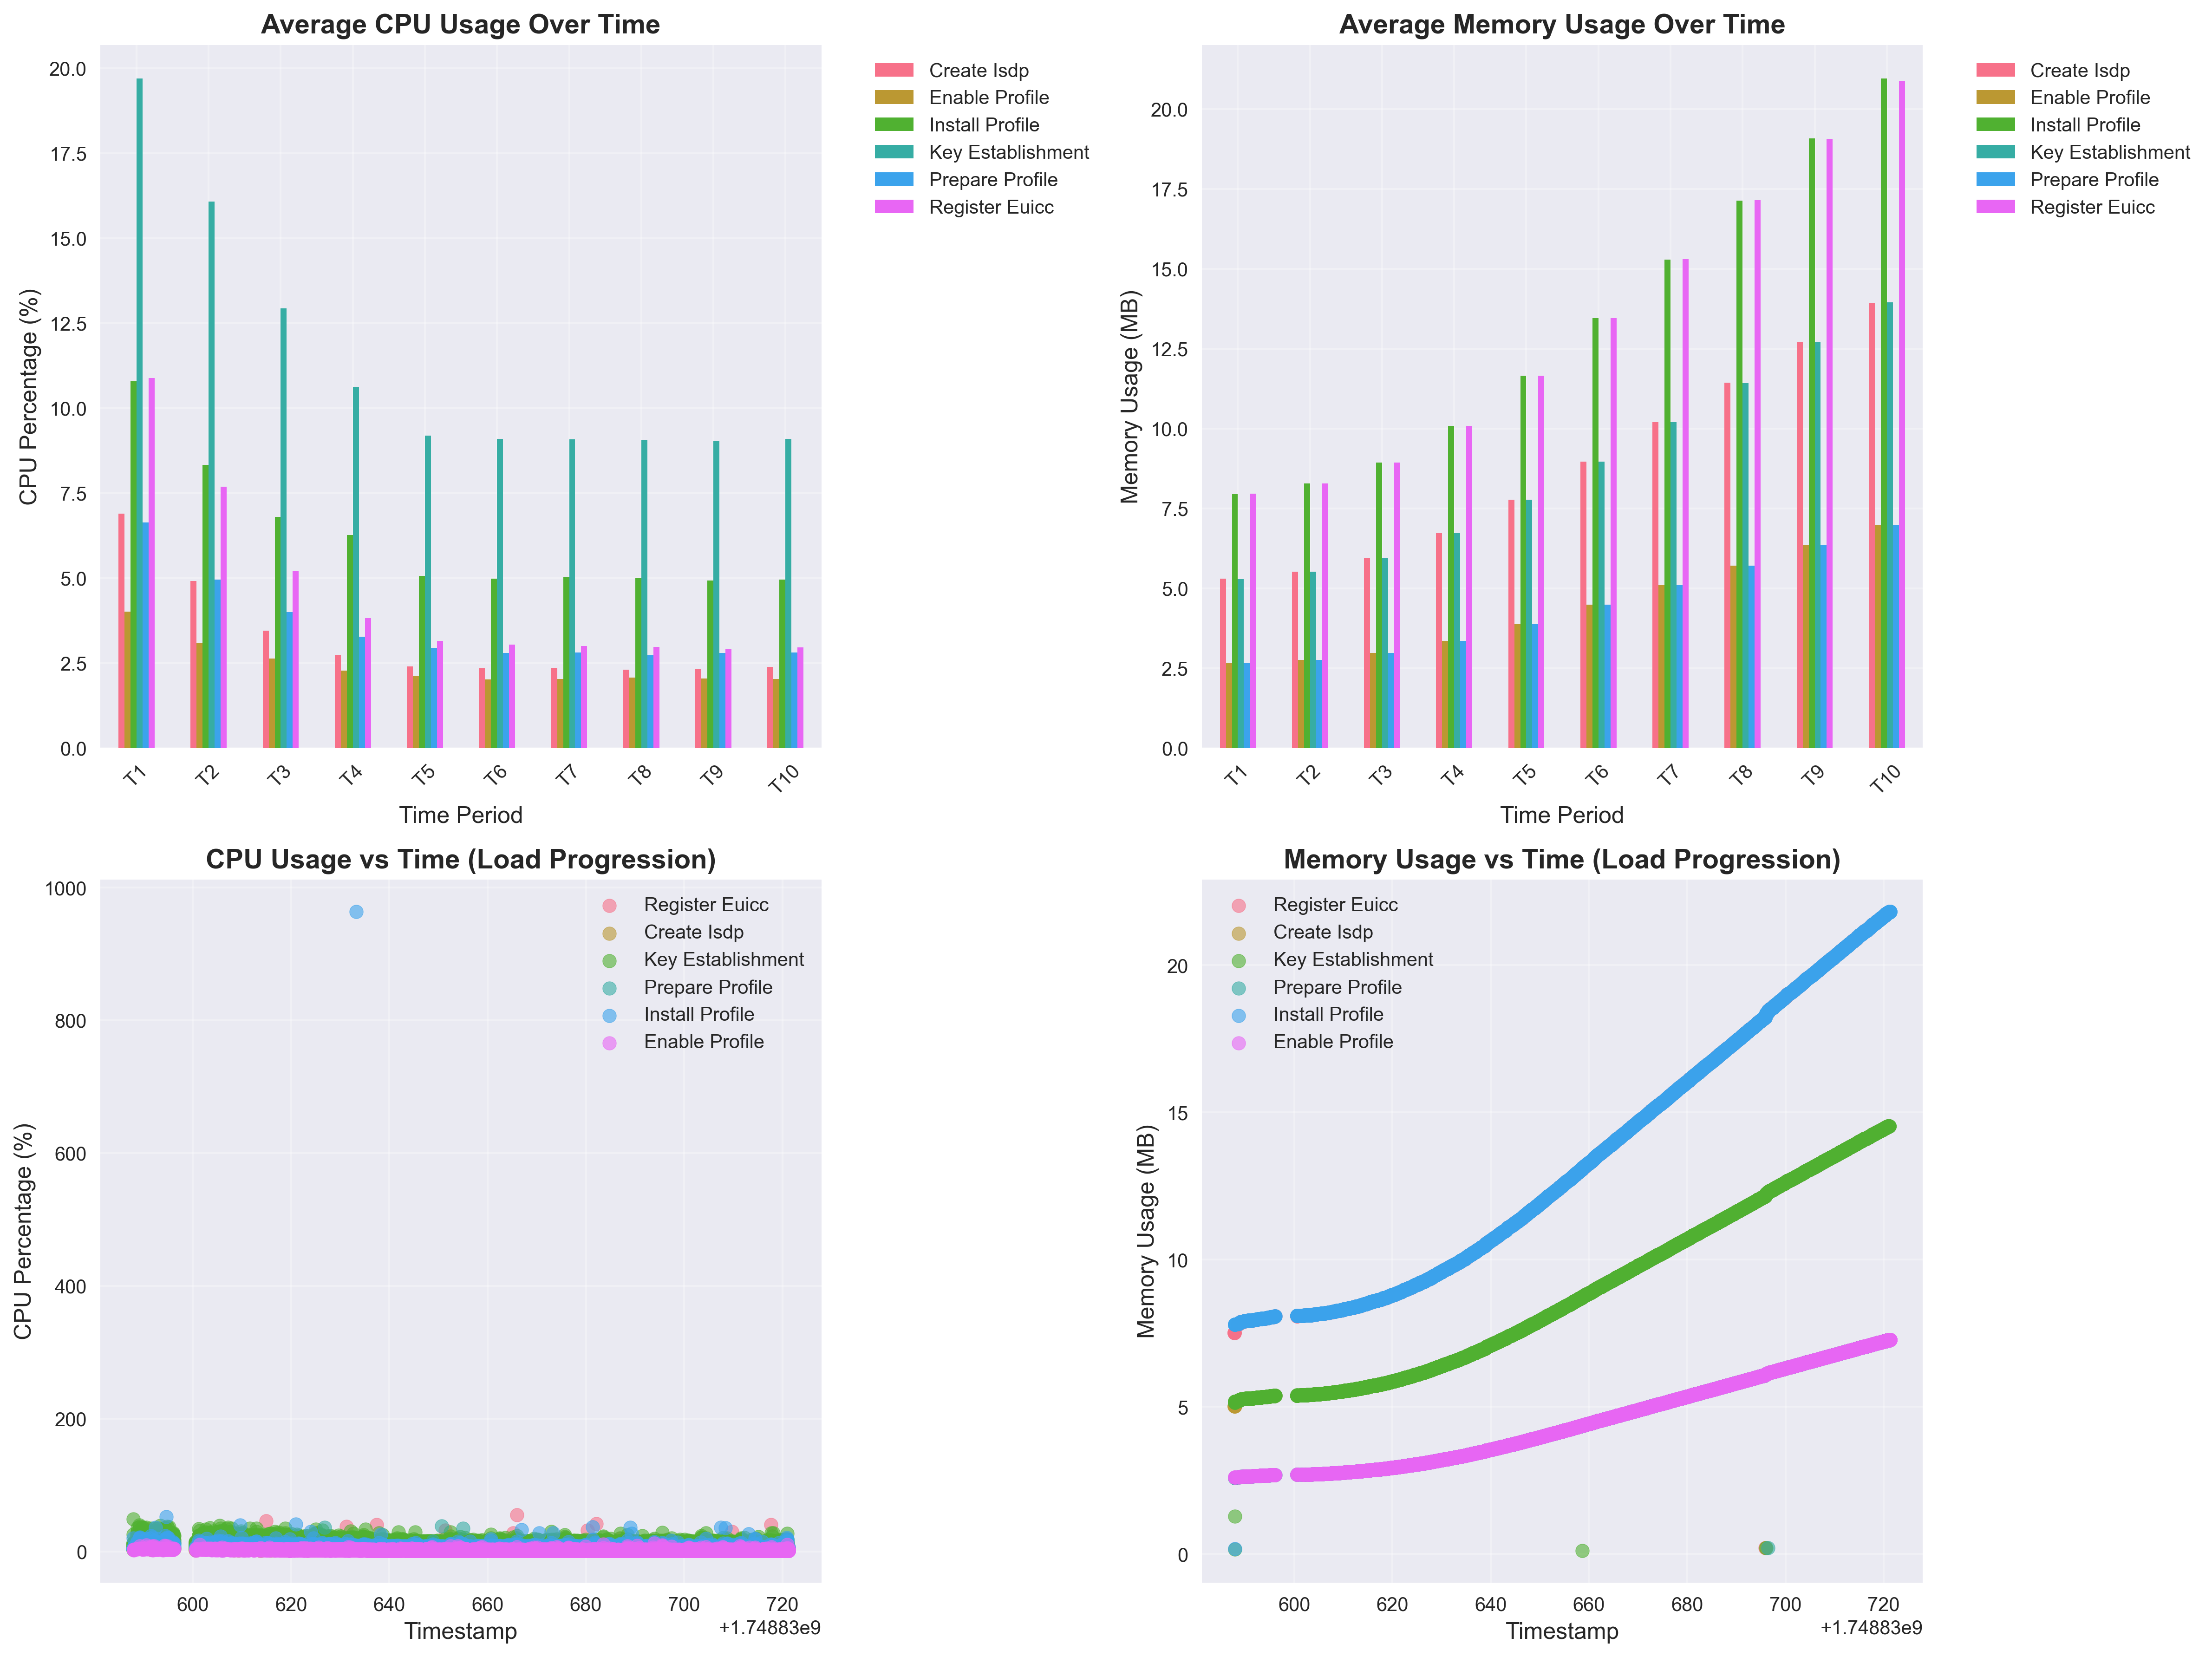 Average CPU Usage Over Time
CPU Percentage (%)
20.0
17.5
15.0
12.5
10.0
7.5
5.0
2.5
0.0
T1 T2 T3 T4 T5 T6 T7 T8 T9 T10
Time Period
Create Isdp
Enable Profile
Install Profile
Key Establishment
Prepare Profile
Register Euicc
Average Memory Usage Over Time
Memory Usage (MB)
20.0
17.5
15.0
12.5
10.0
7.5
5.0
2.5
0.0
T1 T2 T3 T4 T5 T6 T7 T8 T9 T10
Time Period
Create Isdp
Enable Profile
Install Profile
Key Establishment
Prepare Profile
Register Euicc
CPU Usage vs Time (Load Progression)
CPU Percentage (%)
1000
800
600
400
200
0
Register Euicc
Create Isdp
Key Establishment
Prepare Profile
Install Profile
Enable Profile
600 620 640 660 680 700 720
Timestamp
+1.74883e9
Memory Usage vs Time (Load Progression)
Memory Usage (MB)
20
15
10
5
0
Register Euicc
Create Isdp
Key Establishment
Prepare Profile
Install Profile
Enable Profile
600 620 640 660 680 700 720
Timestamp
+1.74883e9